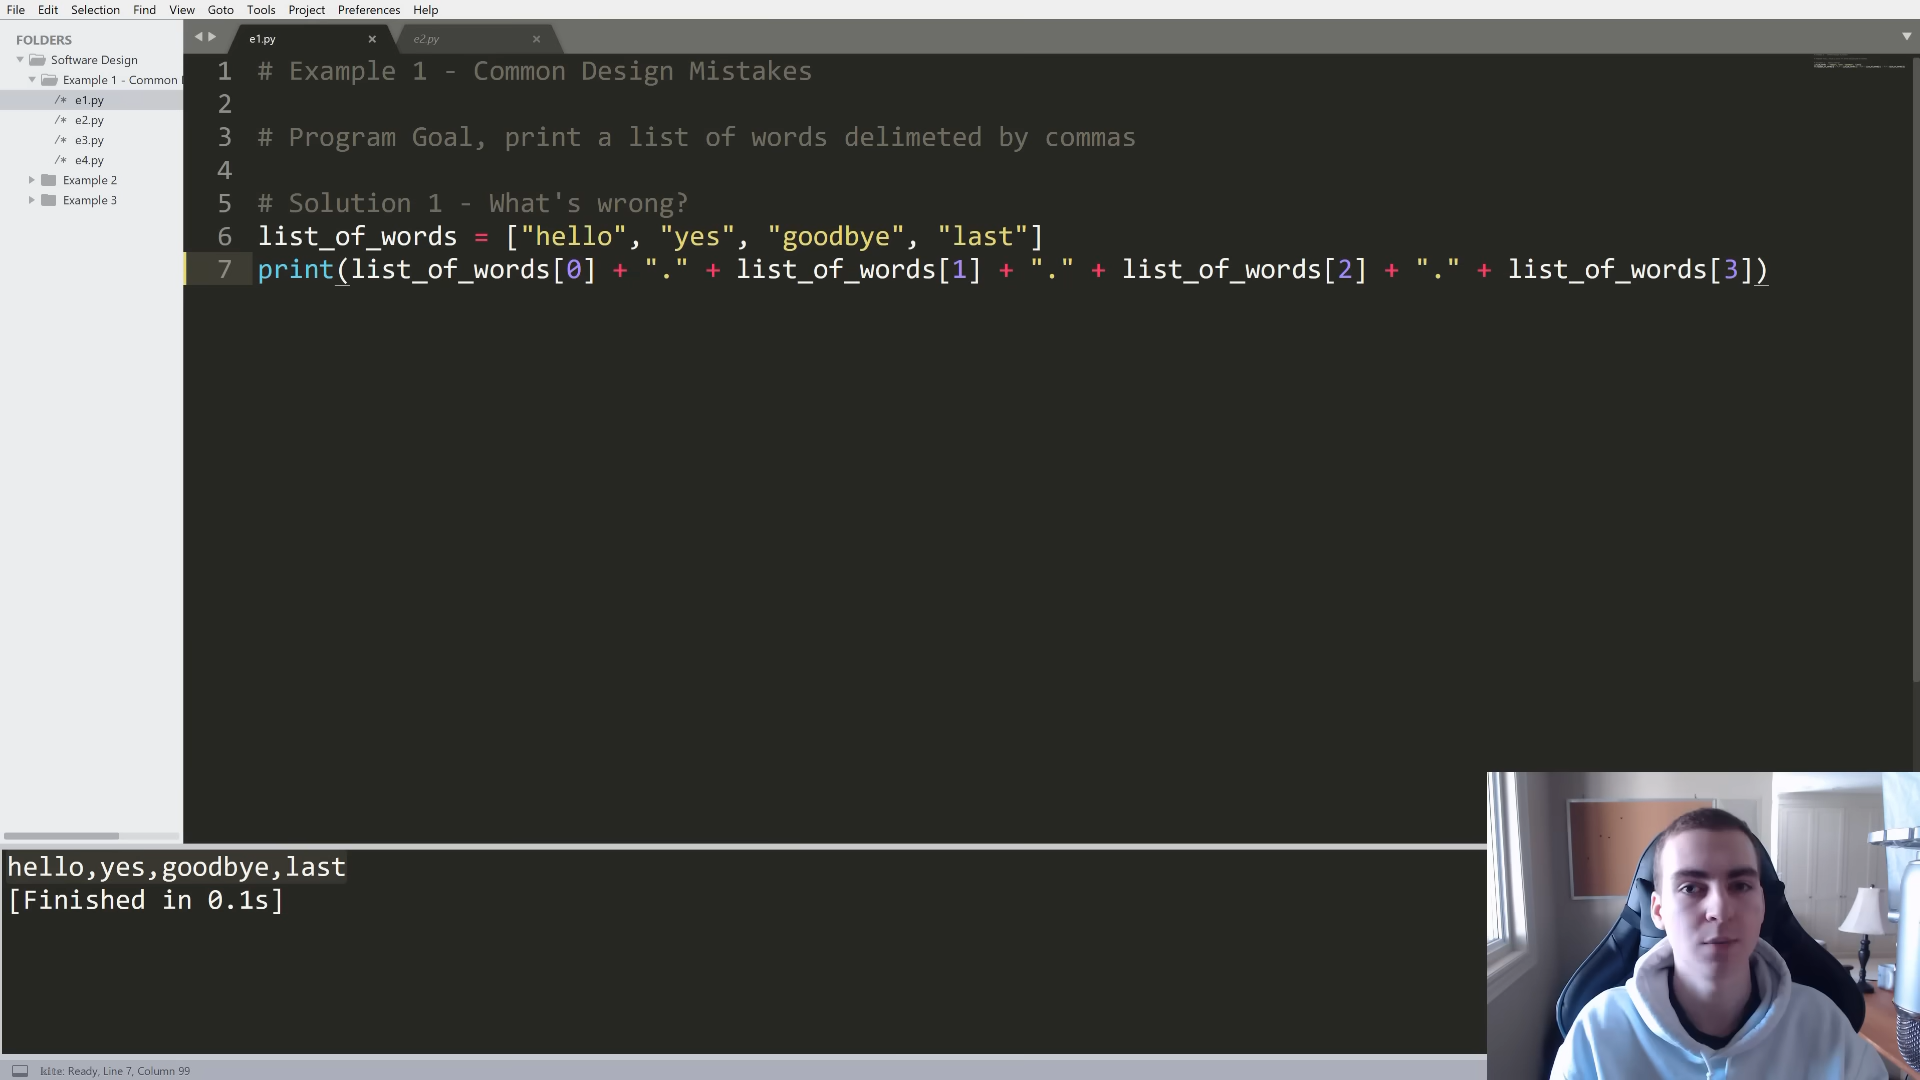 File Edit Selection Find View Goto Tools Project Preferences Help
FOLDERS
Software Design
Example 1 - Common
/* e1.py
/* e2.py
/* e3.py
/* e4.py
Example 2
Example 3
e1.py × e2.py ×
1 # Example 1 - Common Design Mistakes
2
3 # Program Goal, print a list of words delimeted by commas
4
5 # Solution 1 - What's wrong?
6 list_of_words = ["hello", "yes", "goodbye", "last"]
7 print(list_of_words[0] + "." + list_of_words[1] + "." + list_of_words[2] + "." + list_of_words[3])
hello,yes,goodbye,last
[Finished in 0.1s]
kite: Ready, Line 7, Column 99